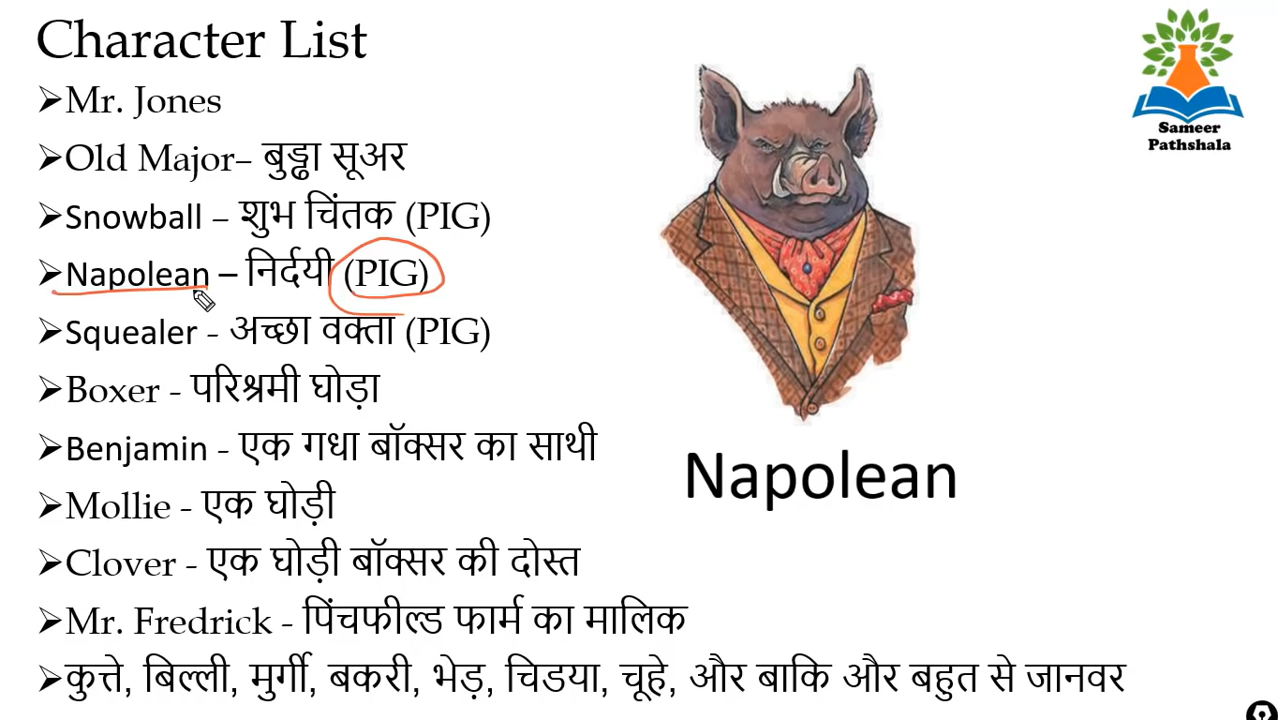 Character List
➢Mr. Jones
➢Old Major– बुड्ढा सूअर
➢Snowball – शुभ चिंतक (PIG)
➢Napolean – निर्दयी (PIG)
➢Squealer - अच्छा वक्ता (PIG)
➢Boxer - परिश्रमी घोड़ा
➢Benjamin - एक गधा बॉक्सर का साथी
➢Mollie - एक घोड़ी
➢Clover - एक घोड़ी बॉक्सर की दोस्त
➢Mr. Fredrick - पिंचफील्ड फार्म का मालिक
➢कुत्ते, बिल्ली, मुर्गी, बकरी, भेड़, चिडया, चूहे, और बाकि और बहुत से जानवर
Napolean
Sameer
Pathshala